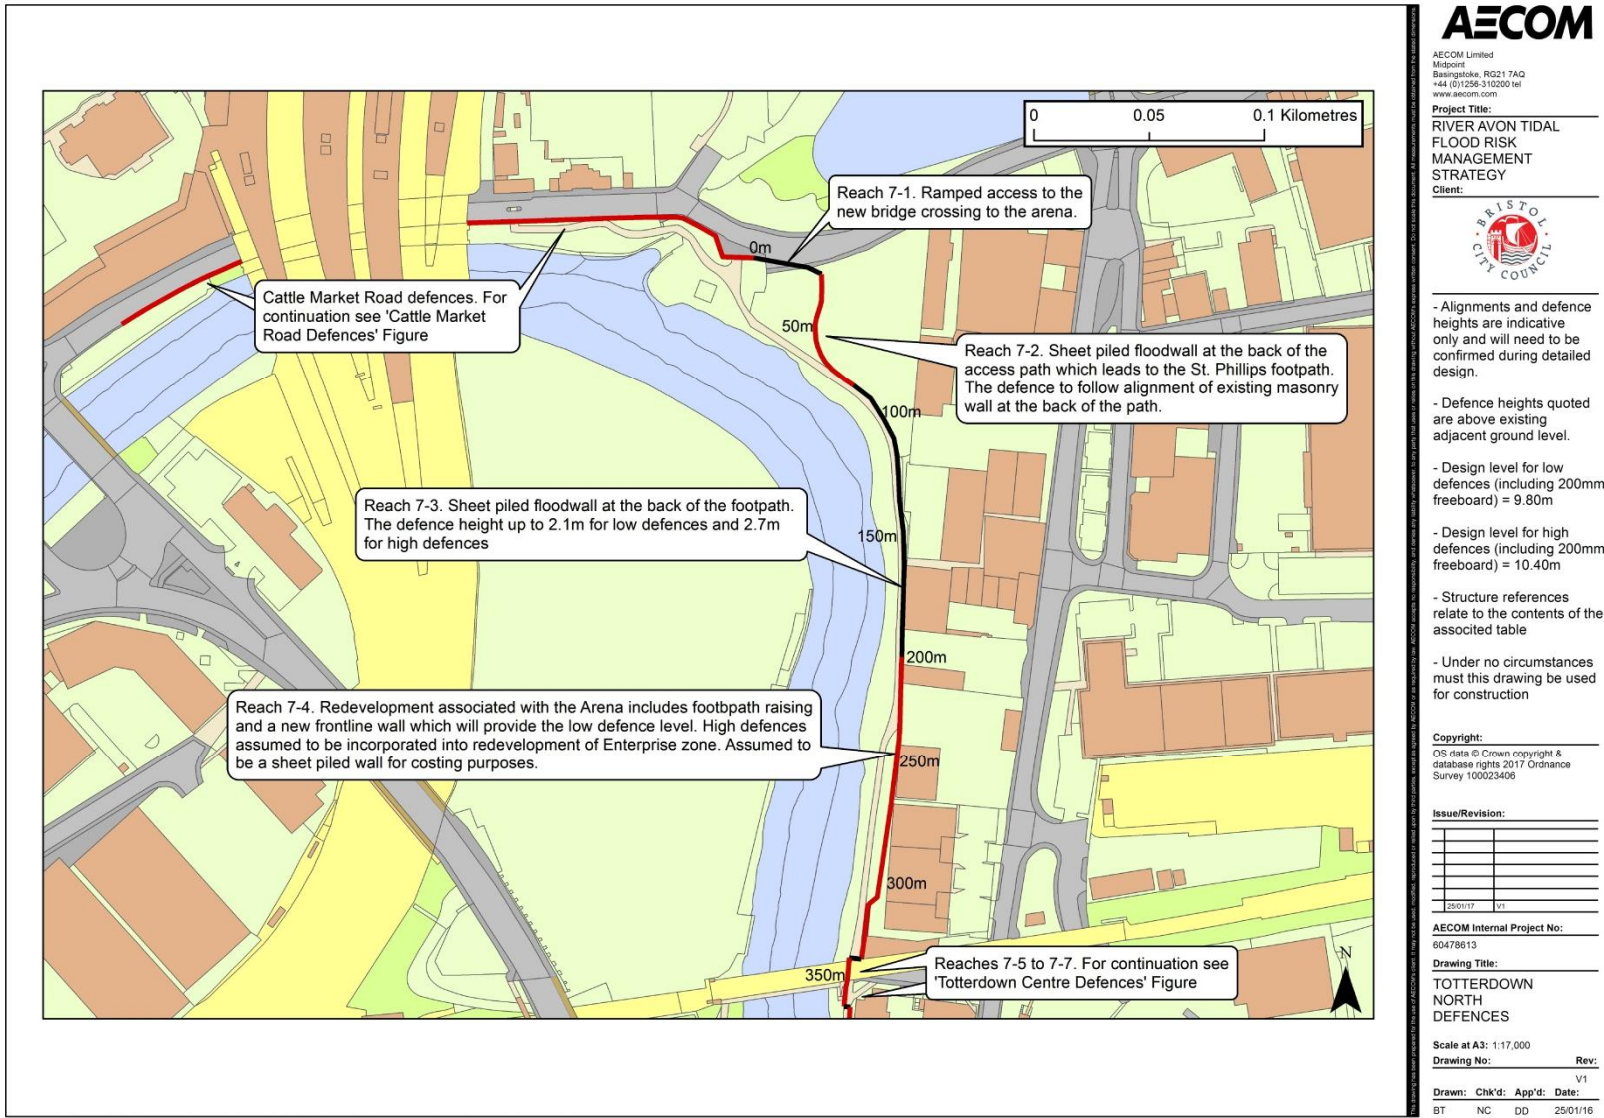 0 0.05 0.1 Kilometres
Reach 7-1. Ramped access to the
new bridge crossing to the arena.
0m
Cattle Market Road defences. For
continuation see 'Cattle Market
Road Defences' Figure
50m
Reach 7-2. Sheet piled floodwall at the back of the
access path which leads to the St. Phillips footpath.
The defence to follow alignment of existing masonry
wall at the back of the path.
100m
Reach 7-3. Sheet piled floodwall at the back of the footpath.
The defence height up to 2.1m for low defences and 2.7m
for high defences
150m
200m
Reach 7-4. Redevelopment associated with the Arena includes footbpath raising
and a new frontline wall which will provide the low defence level. High defences
assumed to be incorporated into redevelopment of Enterprise zone. Assumed to
be a sheet piled wall for costing purposes.
250m
300m
350m
Reaches 7-5 to 7-7. For continuation see
'Totterdown Centre Defences' Figure
N
AECOM
AECOM Limited
Midpoint
Basingstoke, RG21 7AQ
+44 (0)1256-310200 tel
www.aecom.com
Project Title:
RIVER AVON TIDAL
FLOOD RISK
MANAGEMENT
STRATEGY
Client:
BRISTOL
CITY COUNCIL
- Alignments and defence
heights are indicative
only and will need to be
confirmed during detailed
design.
- Defence heights quoted
are above existing
adjacent ground level.
- Design level for low
defences (including 200mm
freeboard) = 9.80m
- Design level for high
defences (including 200mm
freeboard) = 10.40m
- Structure references
relate to the contents of the
associted table
- Under no circumstances
must this drawing be used
for construction
Copyright:
OS data © Crown copyright &
database rights 2017 Ordnance
Survey 100023406
Issue/Revision:
25/01/17 V1
AECOM Internal Project No:
60478613
Drawing Title:
TOTTERDOWN
NORTH
DEFENCES
Scale at A3: 1:17,000
Drawing No: Rev:
V1
Drawn: Chk'd: App'd: Date:
BT NC DD 25/01/16